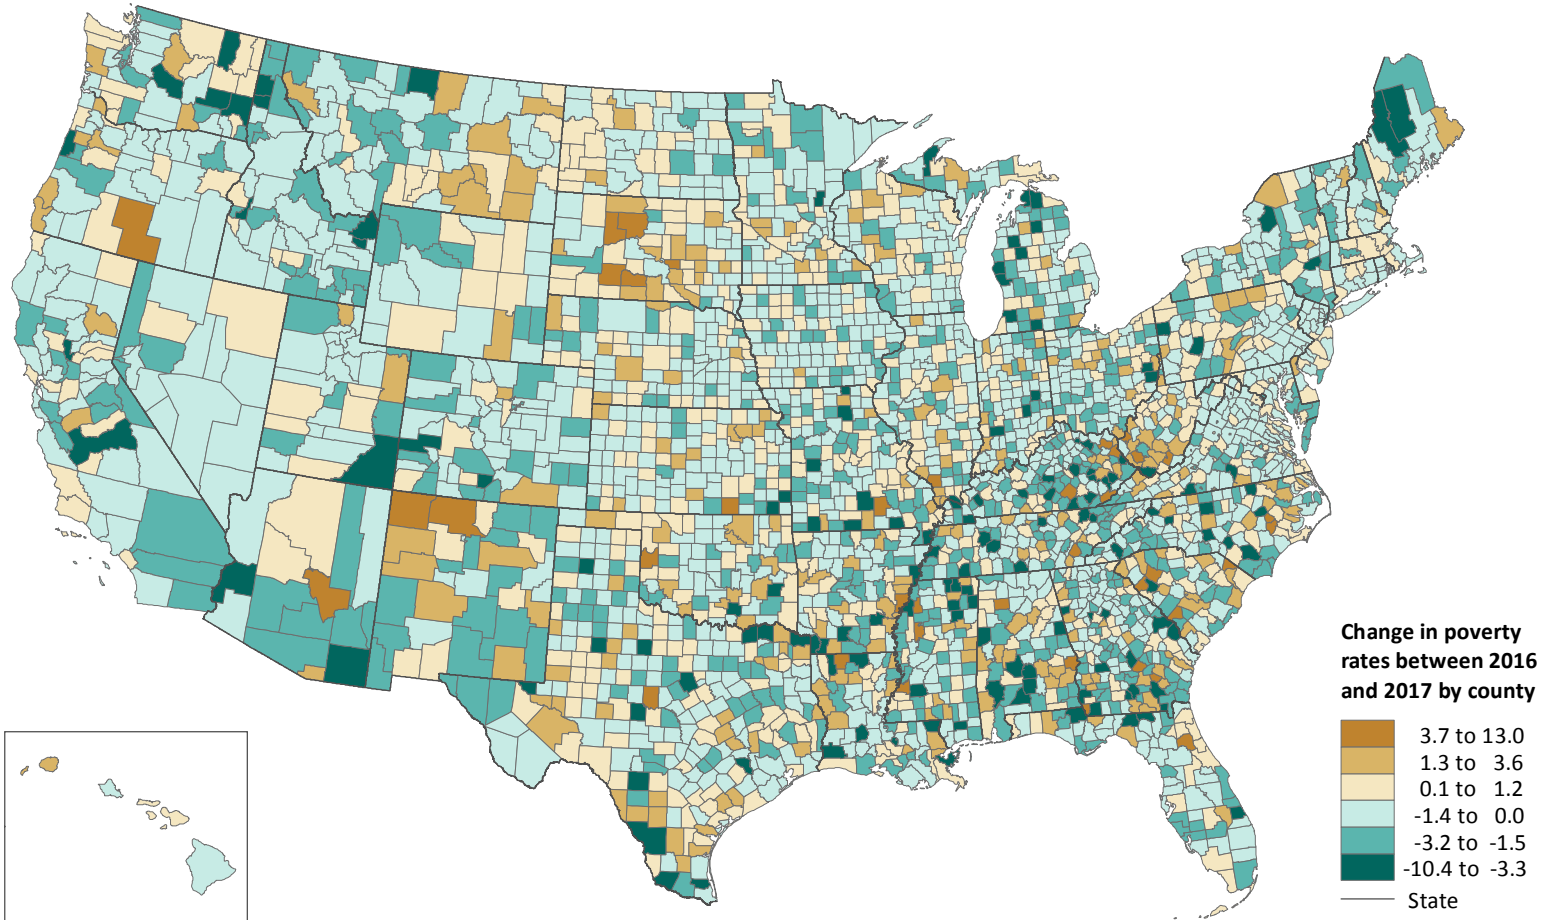 Change in poverty
rates between 2016
and 2017 by county
3.7 to 13.0
1.3 to 3.6
0.1 to 1.2
-1.4 to 0.0
-3.2 to -1.5
-10.4 to -3.3
State